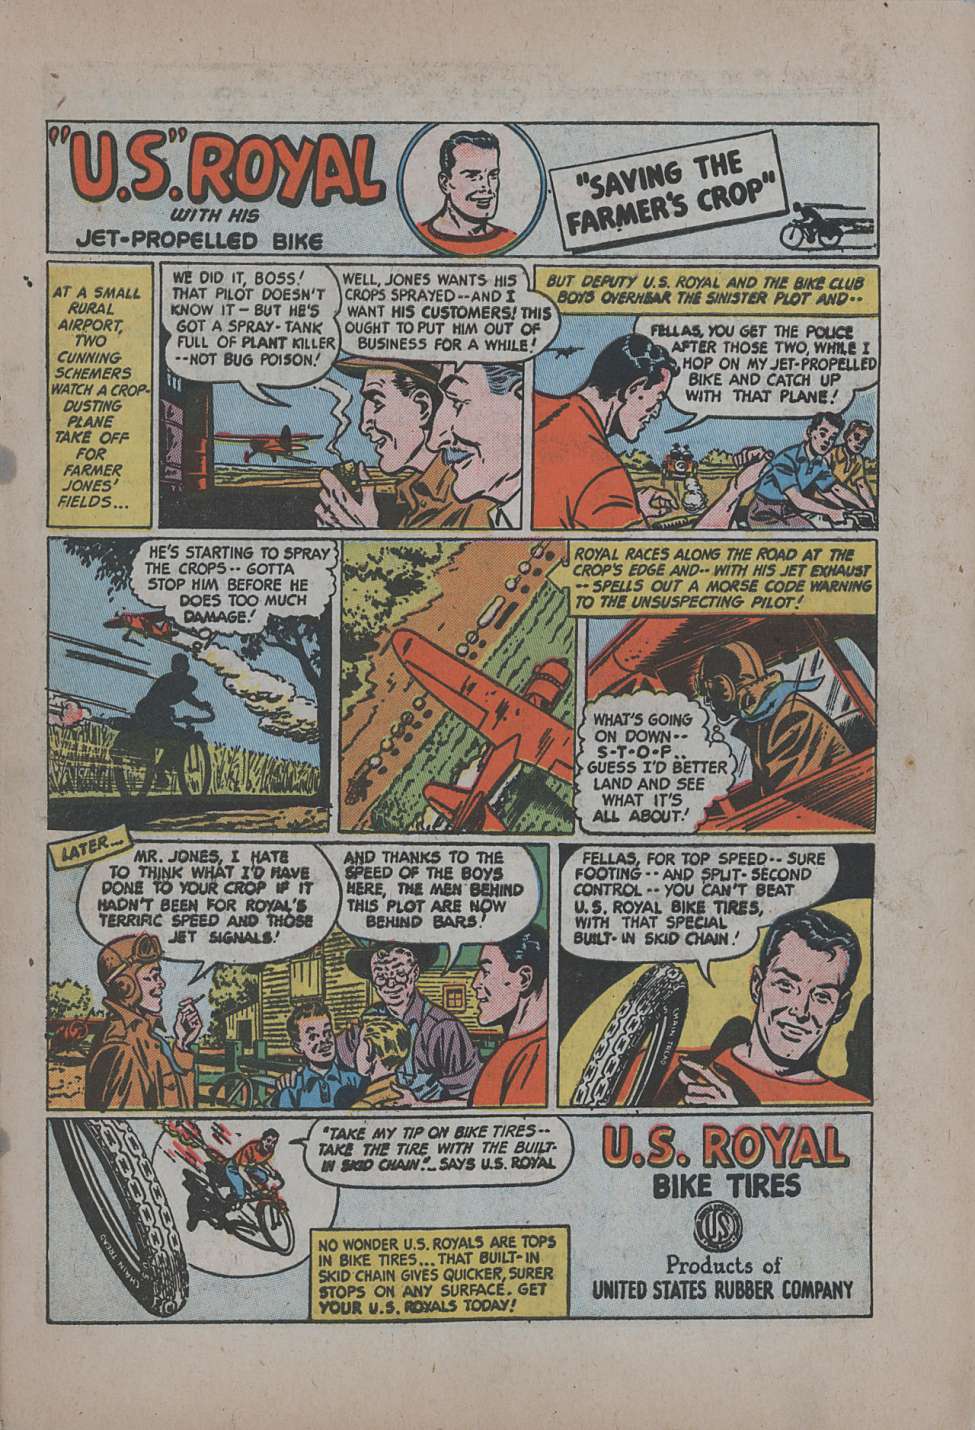 "U.S." ROYAL
WITH HIS
JET-PROPELLED BIKE
"SAVING THE
FARMER'S CROP"
AT A SMALL
RURAL
AIRPORT,
TWO
CUNNING
SCHEMERS
WATCH A CROP-
DUSTING
PLANE
TAKE OFF
FOR
FARMER
JONES'
FIELDS...
WE DID IT, BOSS!
THAT PILOT DOESN'T
KNOW IT - BUT HE'S
GOT A SPRAY-TANK
FULL OF PLANT KILLER
--NOT BUG POISON!
WELL, JONES WANTS HIS
CROPS SPRAYED--AND I
WANT HIS CUSTOMERS! THIS
OUGHT TO PUT HIM OUT OF
BUSINESS FOR A WHILE!
BUT DEPUTY U.S. ROYAL AND THE BIKE CLUB
BOYS OVERHEAR THE SINISTER PLOT AND--
FELLAS, YOU GET THE POLICE
AFTER THOSE TWO, WHILE I
HOP ON MY JET-PROPELLED
BIKE AND CATCH UP
WITH THAT PLANE!
HE'S STARTING TO SPRAY
THE CROPS-- GOTTA
STOP HIM BEFORE HE
DOES TOO MUCH
DAMAGE!
ROYAL RACES ALONG THE ROAD AT THE
CROP'S EDGE AND-- WITH HIS JET EXHAUST
-- SPELLS OUT A MORSE CODE WARNING
TO THE UNSUSPECTING PILOT!
WHAT'S GOING
ON DOWN--
S-T-O-P..
GUESS I'D BETTER
LAND AND SEE
WHAT IT'S
ALL ABOUT!
LATER...
MR. JONES, I HATE
TO THINK WHAT I'D HAVE
DONE TO YOUR CROP IF IT
HADN'T BEEN FOR ROYAL'S
TERRIFIC SPEED AND THOSE
JET SIGNALS!
AND THANKS TO THE
SPEED OF THE BOYS
HERE, THE MEN BEHIND
THIS PLOT ARE NOW
BEHIND BARS!
FELLAS, FOR TOP SPEED-- SURE
FOOTING-- AND SPLIT-SECOND
CONTROL-- YOU CAN'T BEAT
U.S. ROYAL BIKE TIRES,
WITH THAT SPECIAL
BUILT-IN SKID CHAIN!
CHAIN TREAD
"TAKE MY TIP ON BIKE TIRES--
TAKE THE TIRE WITH THE BUILT-
IN SKID CHAIN!"-- SAYS U.S. ROYAL
CHAIN TREAD
NO WONDER U.S. ROYALS ARE TOPS
IN BIKE TIRES... THAT BUILT-IN
SKID CHAIN GIVES QUICKER, SURER
STOPS ON ANY SURFACE. GET
YOUR U.S. ROYALS TODAY!
U.S. ROYAL
BIKE TIRES
US
Products of
UNITED STATES RUBBER COMPANY